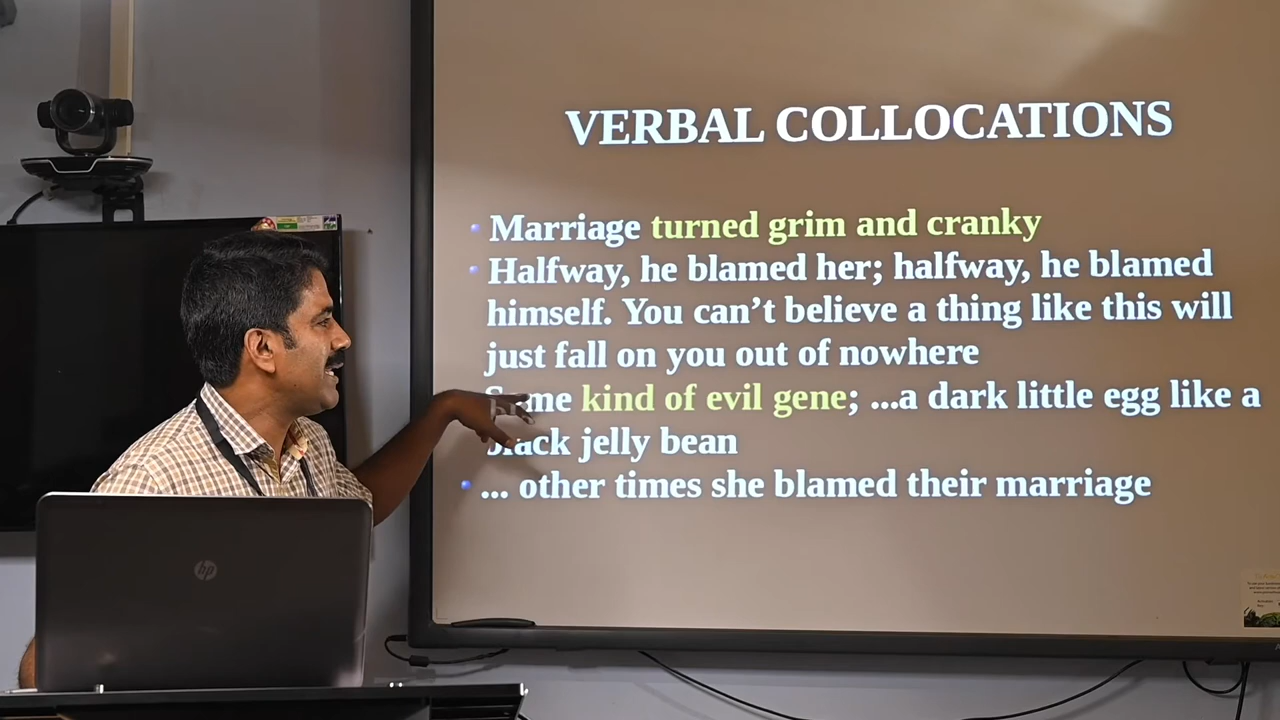 VERBAL COLLOCATIONS
Marriage turned grim and cranky
Halfway, he blamed her; halfway, he blamed
himself. You can’t believe a thing like this will
just fall on you out of nowhere
Some kind of evil gene; ...a dark little egg like a
black jelly bean
... other times she blamed their marriage
hp